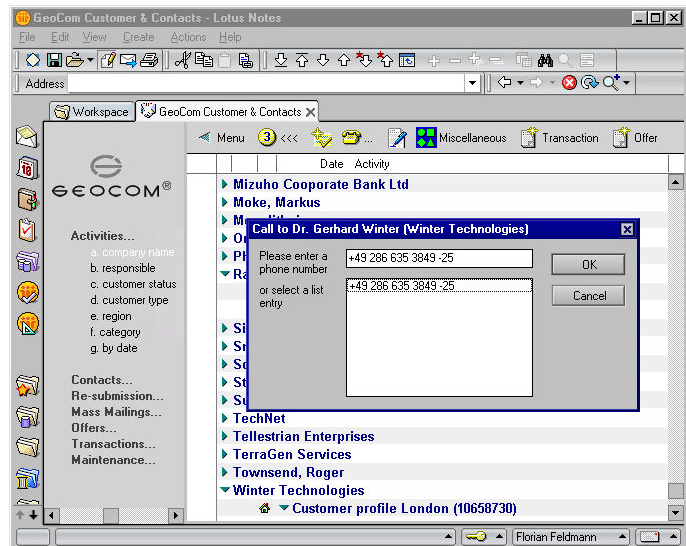 GeoCom Customer & Contacts - Lotus Notes
File Edit View Create Actions Help
Address
Workspace GeoCom Customer & Contacts
Menu 3 <<< ... Miscellaneous Transaction Offer
Date Activity
GEOCOM®
Activities...
a. company name
b. responsible
c. customer status
d. customer type
e. region
f. category
g. by date
Contacts...
Re-submission...
Mass Mailings...
Offers...
Transactions...
Maintenance...
Mizuho Cooporate Bank Ltd
Moke, Markus
Call to Dr. Gerhard Winter (Winter Technologies)
Please enter a
phone number
+49 286 635 3849 -25
or select a list
entry
+49 286 635 3849 -25
OK
Cancel
TechNet
Tellestrian Enterprises
TerraGen Services
Townsend, Roger
Winter Technologies
Customer profile London (10658730)
Florian Feldmann